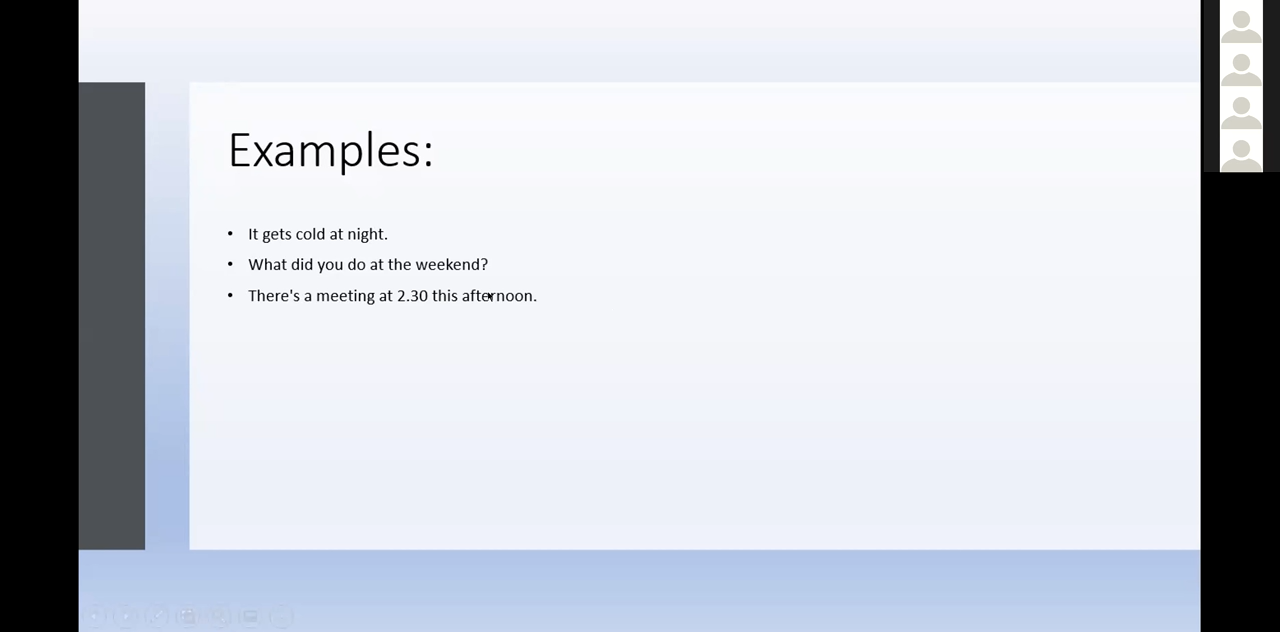 Examples:
• It gets cold at night.
• What did you do at the weekend?
• There's a meeting at 2.30 this afternoon.